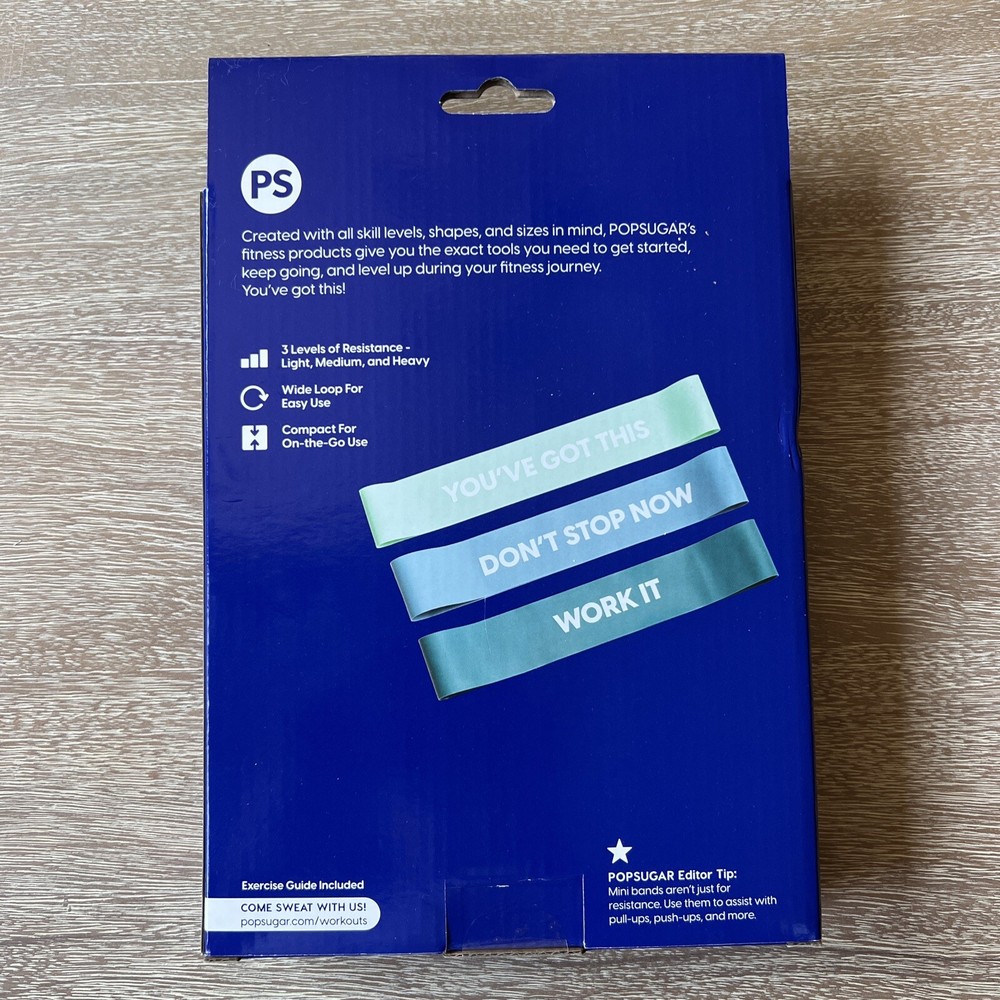 PS
Created with all skill levels, shapes, and sizes in mind, POPSUGAR's
fitness products give you the exact tools you need to get started,
keep going, and level up during your fitness journey.
You've got this!
3 Levels of Resistance -
Light, Medium, and Heavy
Wide Loop For
Easy Use
Compact For
On-the-Go Use
YOU'VE GOT THIS
DON'T STOP NOW
WORK IT
Exercise Guide Included
COME SWEAT WITH US!
popsugar.com/workouts
POPSUGAR Editor Tip:
Mini bands aren't just for
resistance. Use them to assist with
pull-ups, push-ups, and more.